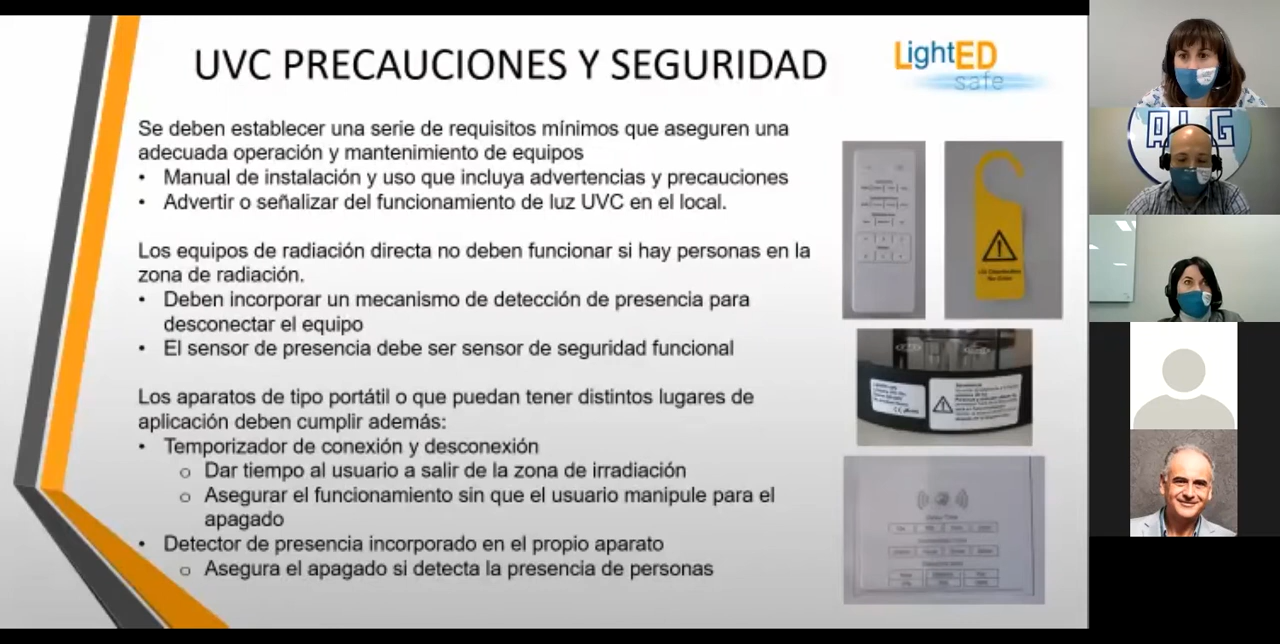 UVC PRECAUCIONES Y SEGURIDAD
LightED
safe
Se deben establecer una serie de requisitos mínimos que aseguren una
adecuada operación y mantenimiento de equipos
• Manual de instalación y uso que incluya advertencias y precauciones
• Advertir o señalizar del funcionamiento de luz UVC en el local.
Los equipos de radiación directa no deben funcionar si hay personas en la
zona de radiación.
• Deben incorporar un mecanismo de detección de presencia para
desconectar el equipo
• El sensor de presencia debe ser sensor de seguridad funcional
Los aparatos de tipo portátil o que puedan tener distintos lugares de
aplicación deben cumplir además:
• Temporizador de conexión y desconexión
o Dar tiempo al usuario a salir de la zona de irradiación
o Asegurar el funcionamiento sin que el usuario manipule para el
apagado
• Detector de presencia incorporado en el propio aparato
o Asegura el apagado si detecta la presencia de personas